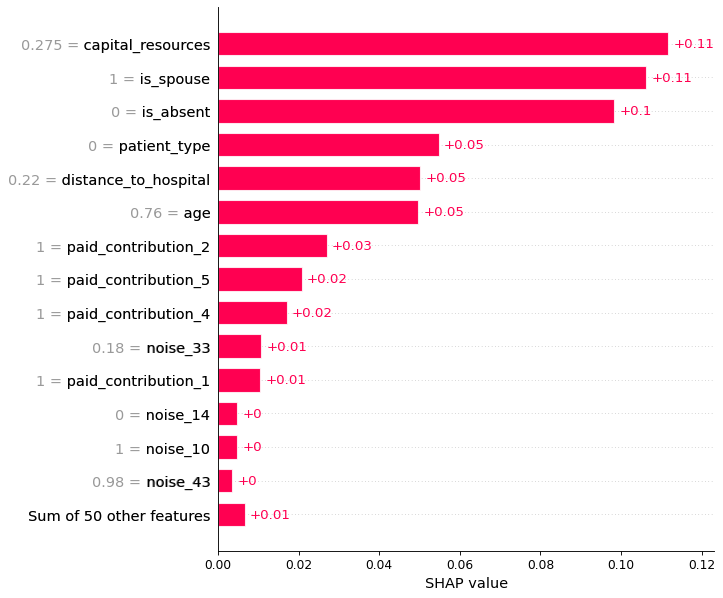 0.275 = capital_resources +0.11
1 = is_spouse +0.11
0 = is_absent +0.1
0 = patient_type +0.05
0.22 = distance_to_hospital +0.05
0.76 = age +0.05
1 = paid_contribution_2 +0.03
1 = paid_contribution_5 +0.02
1 = paid_contribution_4 +0.02
0.18 = noise_33 +0.01
1 = paid_contribution_1 +0.01
0 = noise_14 +0
1 = noise_10 +0
0.98 = noise_43 +0
Sum of 50 other features +0.01
0.00 0.02 0.04 0.06 0.08 0.10 0.12
SHAP value